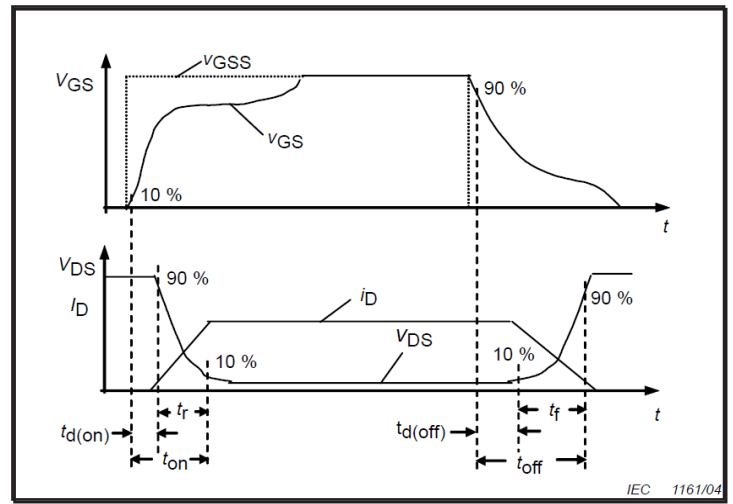 vGSS
VGS
90 %
vGS
10 %
t
VDS
90 %
iD
ID
90 %
VDS
10 %
10 %
tr
tf
t
td(on)
td(off)
ton
toff
IEC 1161/04